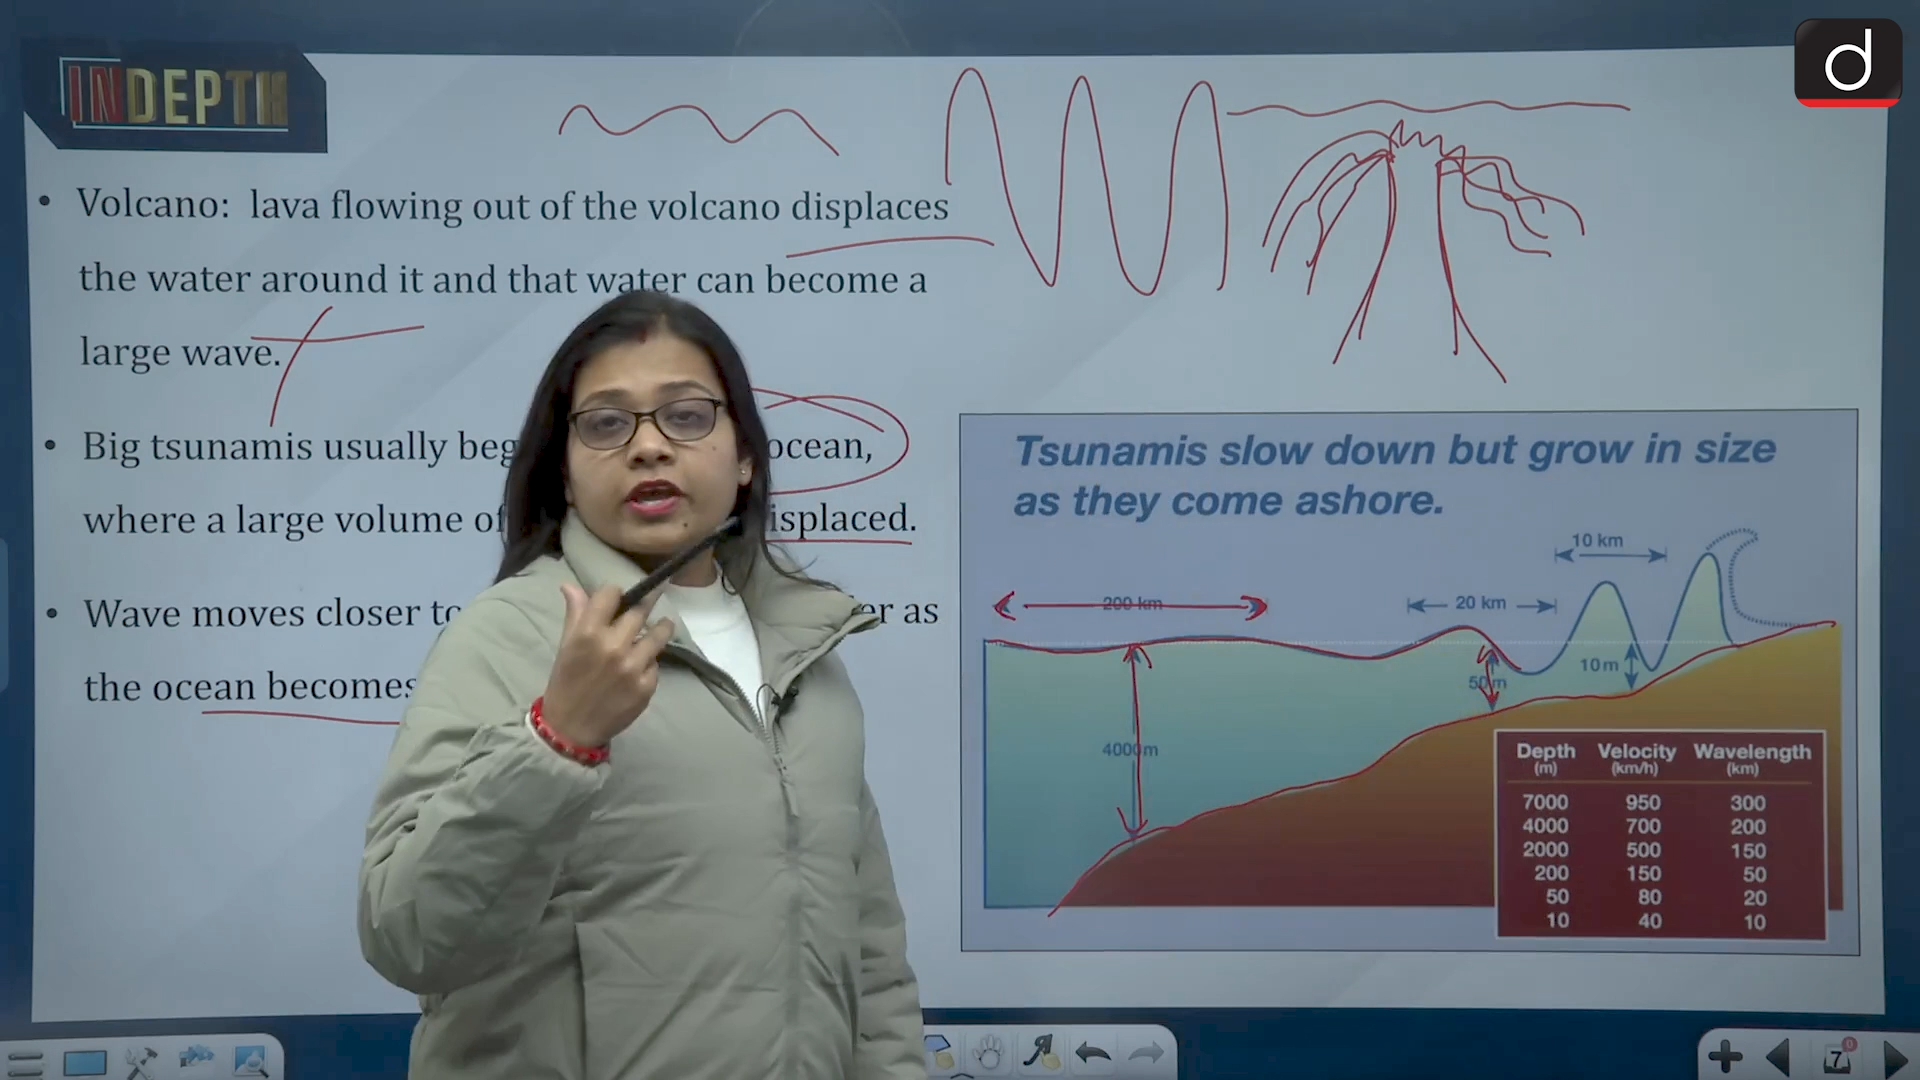 INDEPTH
d
• Volcano: lava flowing out of the volcano displaces
the water around it and that water can become a
large wave.
• Big tsunamis usually beg ocean,
where a large volume of isplaced.
• Wave moves closer to er as
the ocean becomes
Tsunamis slow down but grow in size
as they come ashore.
10 km
200 km
20 km
10 m
50 m
4000 m
Depth Velocity Wavelength
(m) (km/h) (km)
7000 950 300
4000 700 200
2000 500 150
200 150 50
50 80 20
10 40 10
7 0